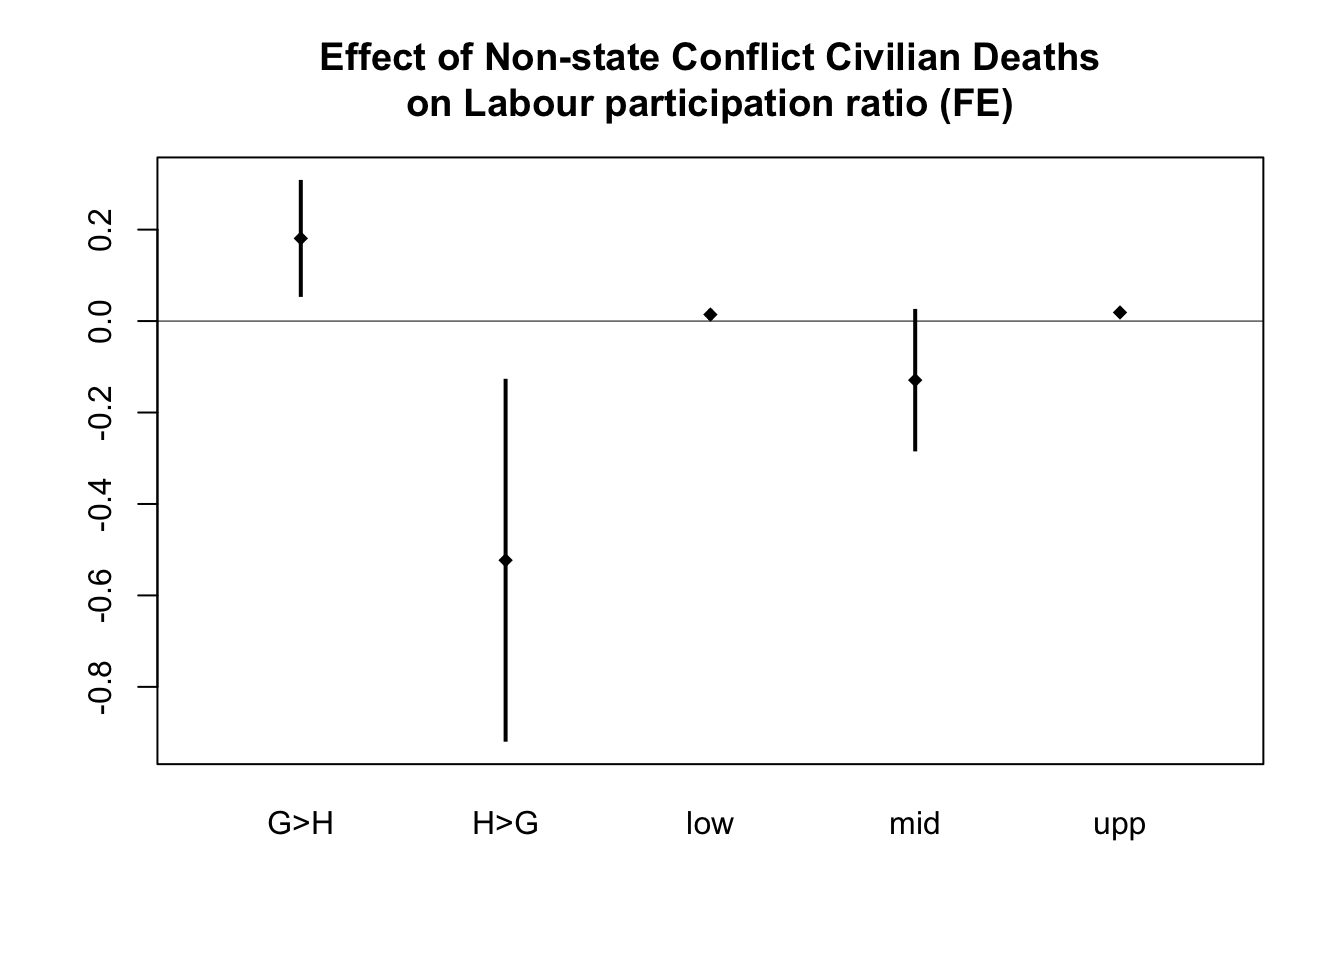 Effect of Non-state Conflict Civilian Deaths
on Labour participation ratio (FE)
0.2
0.0
-0.2
-0.4
-0.6
-0.8
G>H H>G low mid upp